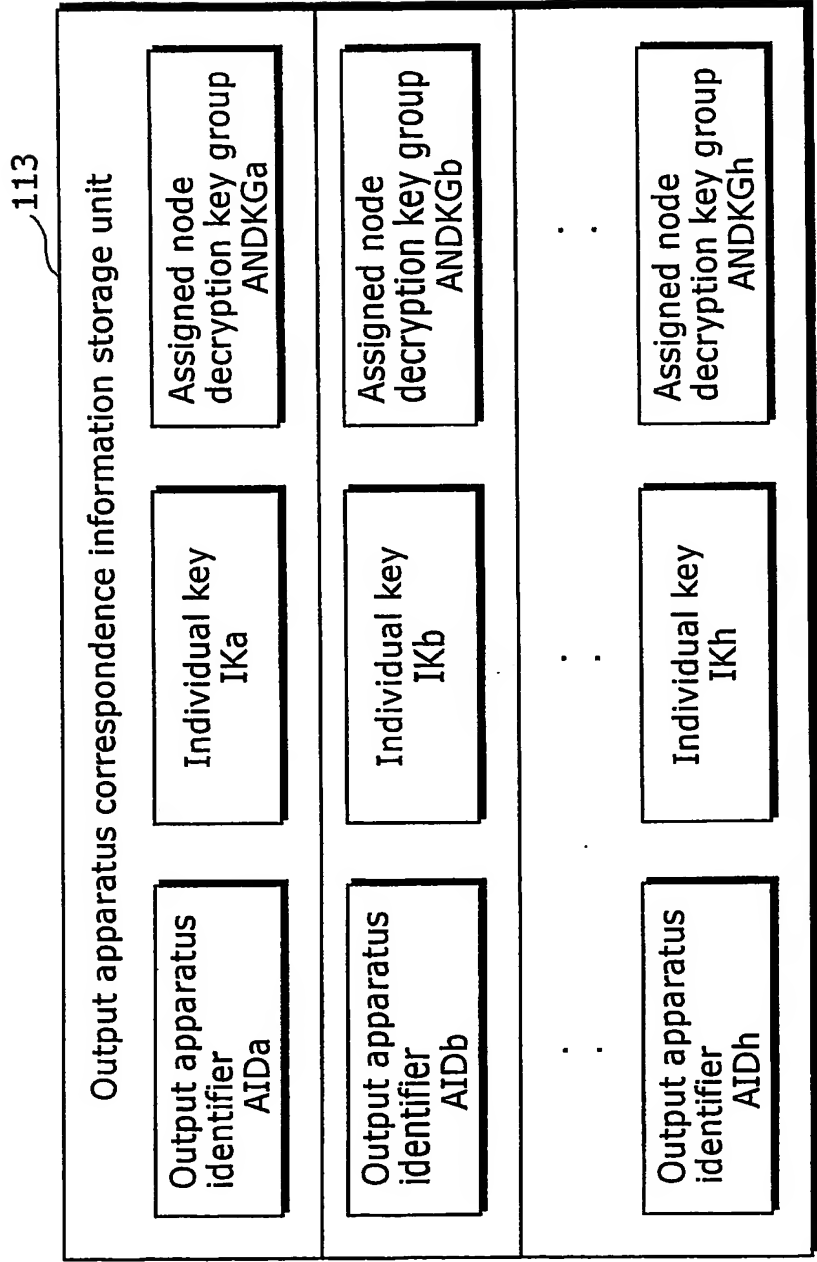 113
Output apparatus correspondence information storage unit
Output apparatus
identifier
AIDa
Individual key
IKa
Assigned node
decryption key group
ANDKGa
Output apparatus
identifier
AIDb
Individual key
IKb
Assigned node
decryption key group
ANDKGb
Output apparatus
identifier
AIDh
Individual key
IKh
Assigned node
decryption key group
ANDKGh